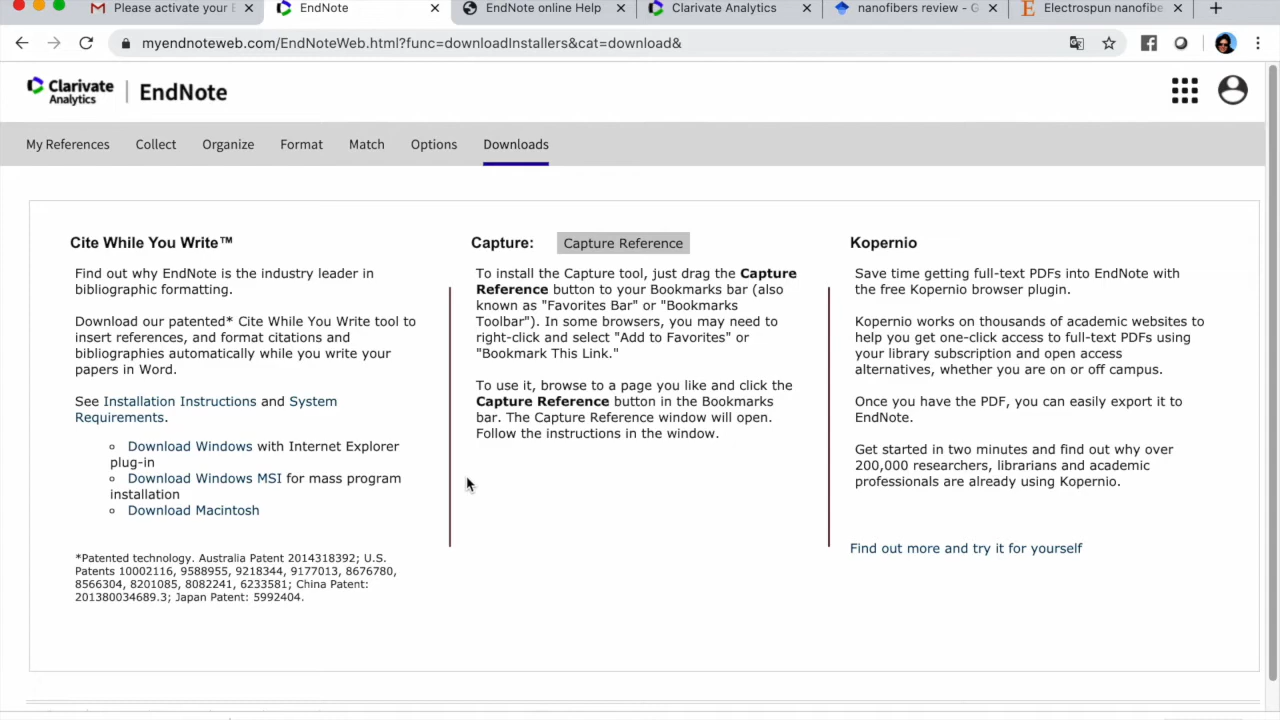 Please activate your E
EndNote
EndNote online Help
Clarivate Analytics
nanofibers review - G
Electrospun nanofibe
myendnoteweb.com/EndNoteWeb.html?func=downloadInstallers&cat=download&
Clarivate
Analytics
EndNote
My References
Collect
Organize
Format
Match
Options
Downloads
Cite While You Write™
Find out why EndNote is the industry leader in
bibliographic formatting.
Download our patented* Cite While You Write tool to
insert references, and format citations and
bibliographies automatically while you write your
papers in Word.
See Installation Instructions and System
Requirements.
Download Windows with Internet Explorer
plug-in
Download Windows MSI for mass program
installation
Download Macintosh
*Patented technology. Australia Patent 2014318392; U.S.
Patents 10002116, 9588955, 9218344, 9177013, 8676780,
8566304, 8201085, 8082241, 6233581; China Patent:
201380034689.3; Japan Patent: 5992404.
Capture: Capture Reference
To install the Capture tool, just drag the Capture
Reference button to your Bookmarks bar (also
known as "Favorites Bar" or "Bookmarks
Toolbar"). In some browsers, you may need to
right-click and select "Add to Favorites" or
"Bookmark This Link."
To use it, browse to a page you like and click the
Capture Reference button in the Bookmarks
bar. The Capture Reference window will open.
Follow the instructions in the window.
Kopernio
Save time getting full-text PDFs into EndNote with
the free Kopernio browser plugin.
Kopernio works on thousands of academic websites to
help you get one-click access to full-text PDFs using
your library subscription and open access
alternatives, whether you are on or off campus.
Once you have the PDF, you can easily export it to
EndNote.
Get started in two minutes and find out why over
200,000 researchers, librarians and academic
professionals are already using Kopernio.
Find out more and try it for yourself